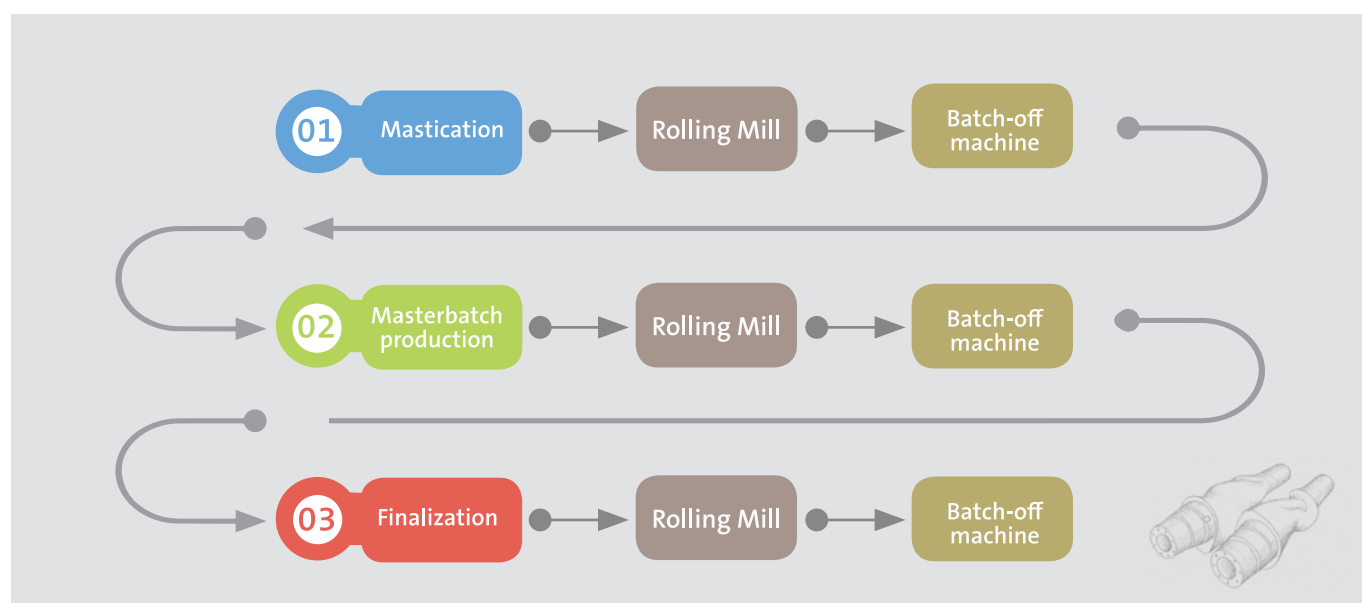 01
Mastication
Rolling Mill
Batch-off
machine
02
Masterbatch
production
Rolling Mill
Batch-off
machine
03
Finalization
Rolling Mill
Batch-off
machine